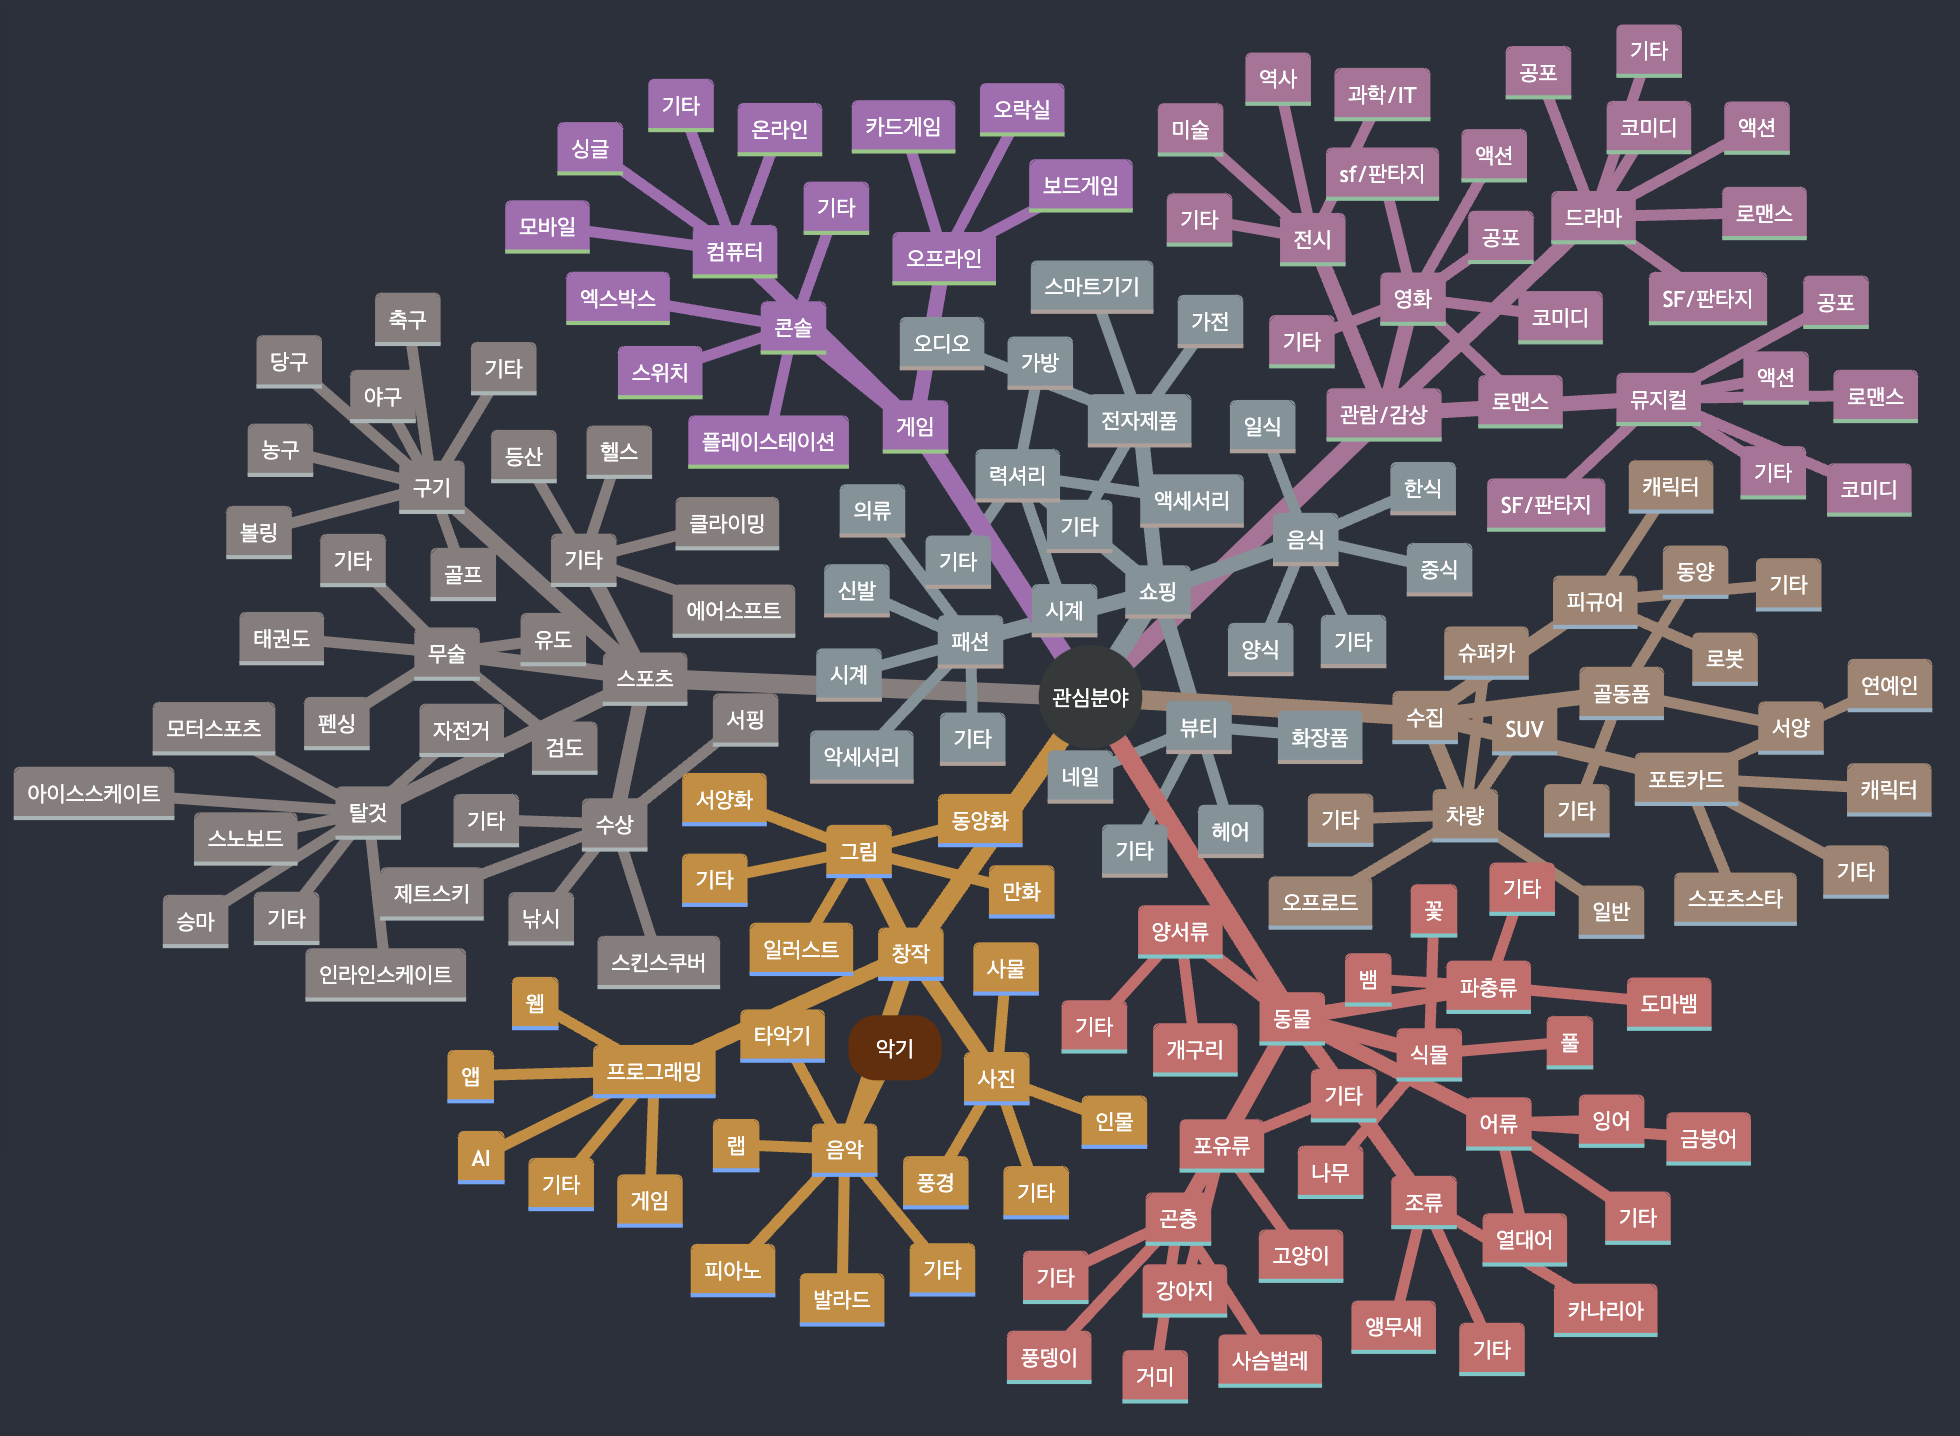 관심분야
게임
컴퓨터
기타
싱글
온라인
모바일
콘솔
기타
엑스박스
스위치
플레이스테이션
오프라인
카드게임
오락실
보드게임
관람/감상
전시
미술
역사
과학/IT
기타
영화
sf/판타지
액션
공포
코미디
기타
로맨스
드라마
공포
기타
코미디
액션
로맨스
SF/판타지
뮤지컬
공포
액션
로맨스
기타
코미디
SF/판타지
쇼핑
전자제품
스마트기기
가전
오디오
기타
럭셔리
가방
액세서리
기타
시계
음식
일식
한식
중식
양식
기타
패션
의류
신발
시계
악세서리
기타
뷰티
화장품
네일
기타
헤어
스포츠
구기
축구
당구
야구
기타
농구
볼링
골프
기타
등산
헬스
클라이밍
에어소프트
무술
기타
태권도
유도
펜싱
검도
탈것
모터스포츠
자전거
아이스스케이트
스노보드
승마
기타
인라인스케이트
수상
서핑
기타
제트스키
낚시
스킨스쿠버
수집
피규어
캐릭터
기타
로봇
골동품
동양
서양
기타
포토카드
연예인
캐릭터
기타
스포츠스타
차량
슈퍼카
SUV
기타
오프로드
일반
창작
그림
서양화
동양화
기타
만화
일러스트
프로그래밍
웹
앱
AI
기타
게임
악기
음악
타악기
랩
피아노
발라드
기타
사진
사물
인물
풍경
기타
동물
양서류
기타
개구리
파충류
기타
뱀
도마뱀
식물
꽃
풀
나무
어류
잉어
금붕어
기타
열대어
포유류
기타
고양이
강아지
곤충
기타
풍뎅이
거미
사슴벌레
조류
앵무새
기타
카나리아